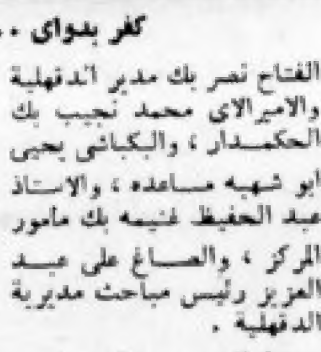 كفر بدواى ..
الفتاح نصر بك مدير الدقهلية
والاميرالاى محمد نجيب بك
الحكمدار ، والبكباشى يحيى
ابو شهبه مساعده ، والاستاذ
عبد الحفيظ غنيمه بك مأمور
المركز ، والصاغ على عبد
العزيز رئيس مباحث مديرية
الدقهلية .